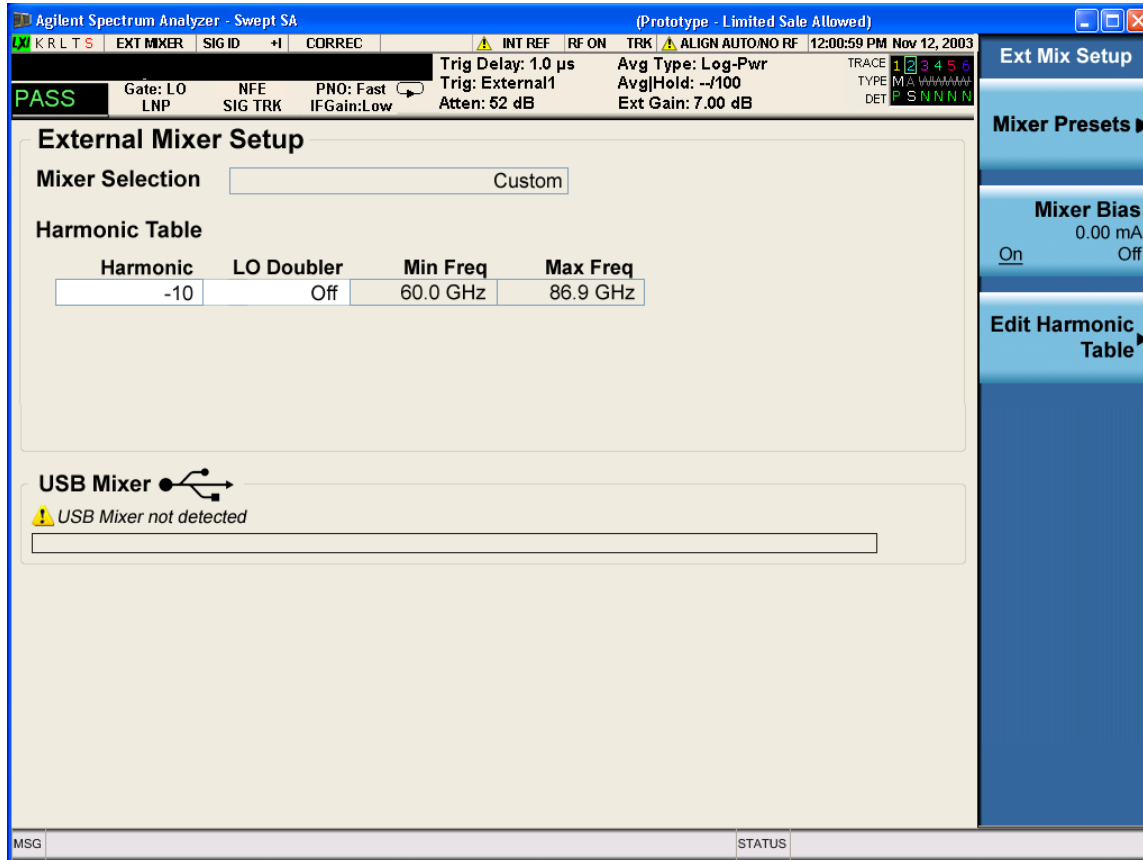 Agilent Spectrum Analyzer - Swept SA (Prototype - Limited Sale Allowed)
LXI K R L T S EXT MIXER SIG ID +I CORREC INT REF RF ON TRK ALIGN AUTO/NO RF 12:00:59 PM Nov 12, 2003
PASS
Gate: LO
LNP
NFE
SIG TRK
PNO: Fast
IFGain:Low
Trig Delay: 1.0 µs
Trig: External1
Atten: 52 dB
Avg Type: Log-Pwr
Avg|Hold: --/100
Ext Gain: 7.00 dB
TRACE 1 2 3 4 5 6
TYPE M A W W W W
DET P S N N N N
External Mixer Setup
Mixer Selection Custom
Harmonic Table
Harmonic LO Doubler Min Freq Max Freq
-10 Off 60.0 GHz 86.9 GHz
USB Mixer
USB Mixer not detected
Ext Mix Setup
Mixer Presets
Mixer Bias
0.00 mA
On Off
Edit Harmonic
Table
MSG STATUS